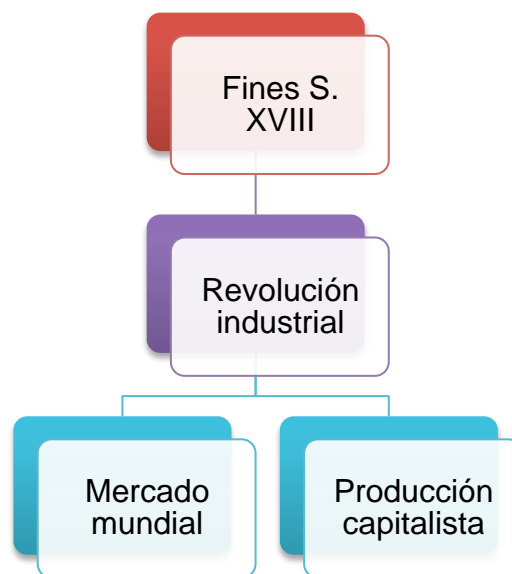 Fines S.
XVIII
Revolución
industrial
Mercado
mundial
Producción
capitalista